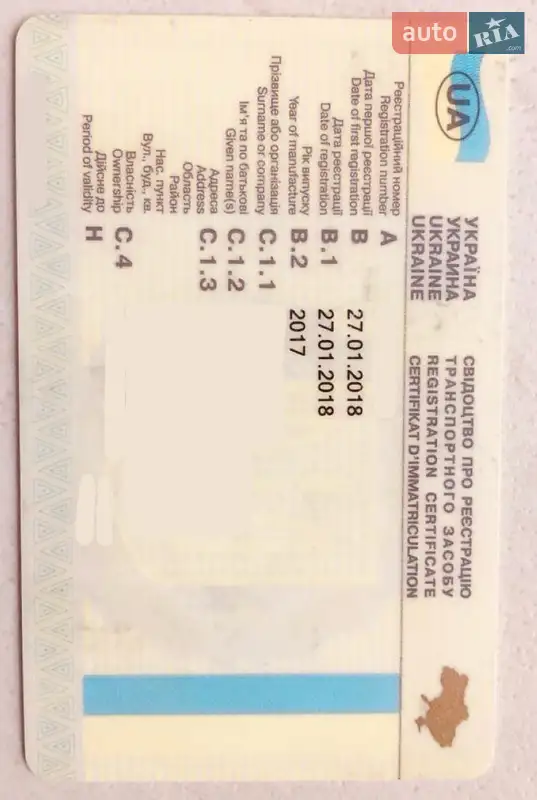 auto RIA .com
UA
УКРАЇНА
УКРАИНА
UKRAINE
UKRAINE
СВІДОЦТВО ПРО РЕЄСТРАЦІЮ
ТРАНСПОРТНОГО ЗАСОБУ
REGISTRATION CERTIFICATE
CERTIFIKAT D'IMMATRICULATION
Реєстраційний номер
Registration number A
Дата першої реєстрації
Date of first registration B 27.01.2018
Дата реєстрації
Date of registration B.1 27.01.2018
Рік випуску
Year of manufacture B.2 2017
Прізвище або організація
Surname or company C.1.1
Ім'я та по батькові
Given name(s) C.1.2
Адреса
Address C.1.3
Область
Район
Нас. пункт
Вул., буд., кв.
Власність
Ownership C.4
Дійсне до
Period of validity H